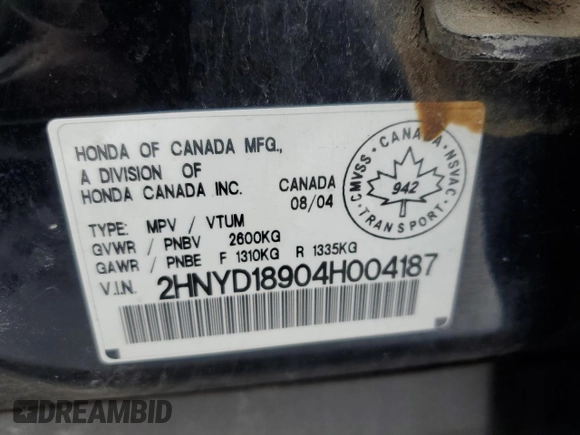 HONDA OF CANADA MFG.,
A DIVISION OF
HONDA CANADA INC.
CANADA
08/04
TYPE: MPV / VTUM
GVWR / PNBV 2600KG
GAWR / PNBE F 1310KG R 1335KG
V.I.N. 2HNYD18904H004187
CMVSS • CANADA • NSVAC
942
• TRANSPORT •
DREAMBID